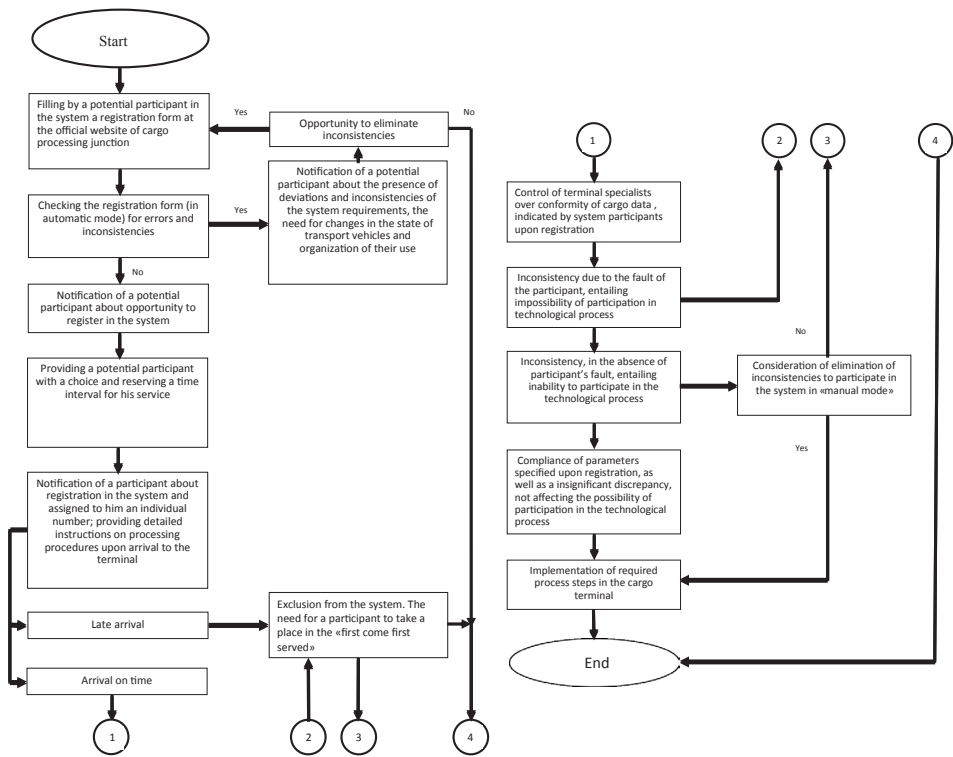 Start
Filling by a potential participant in
the system a registration form at
the official website of cargo
processing junction
Yes
Opportunity to eliminate
inconsistencies
No
Checking the registration form (in
automatic mode) for errors and
inconsistencies
Yes
Notification of a potential
participant about the presence of
deviations and inconsistencies of
the system requirements, the
need for changes in the state of
transport vehicles and
organization of their use
No
Notification of a potential
participant about opportunity to
register in the system
Providing a potential participant
with a choice and reserving a time
interval for his service
Notification of a participant about
registration in the system and
assigned to him an individual
number; providing detailed
instructions on processing
procedures upon arrival to the
terminal
Late arrival
Exclusion from the system. The
need for a participant to take a
place in the «first come first
served»
Arrival on time
1
2
3
4
1
2
3
4
Control of terminal specialists
over conformity of cargo data ,
indicated by system participants
upon registration
Inconsistency due to the fault of
the participant, entailing
impossibility of participation in
technological process
No
Inconsistency, in the absence of
participant's fault, entailing
inability to participate in the
technological process
Consideration of elimination of
inconsistencies to participate in
the system in «manual mode»
Yes
Compliance of parameters
specified upon registration, as
well as a insignificant discrepancy,
not affecting the possibility of
participation in the technological
process
Implementation of required
process steps in the cargo
terminal
End